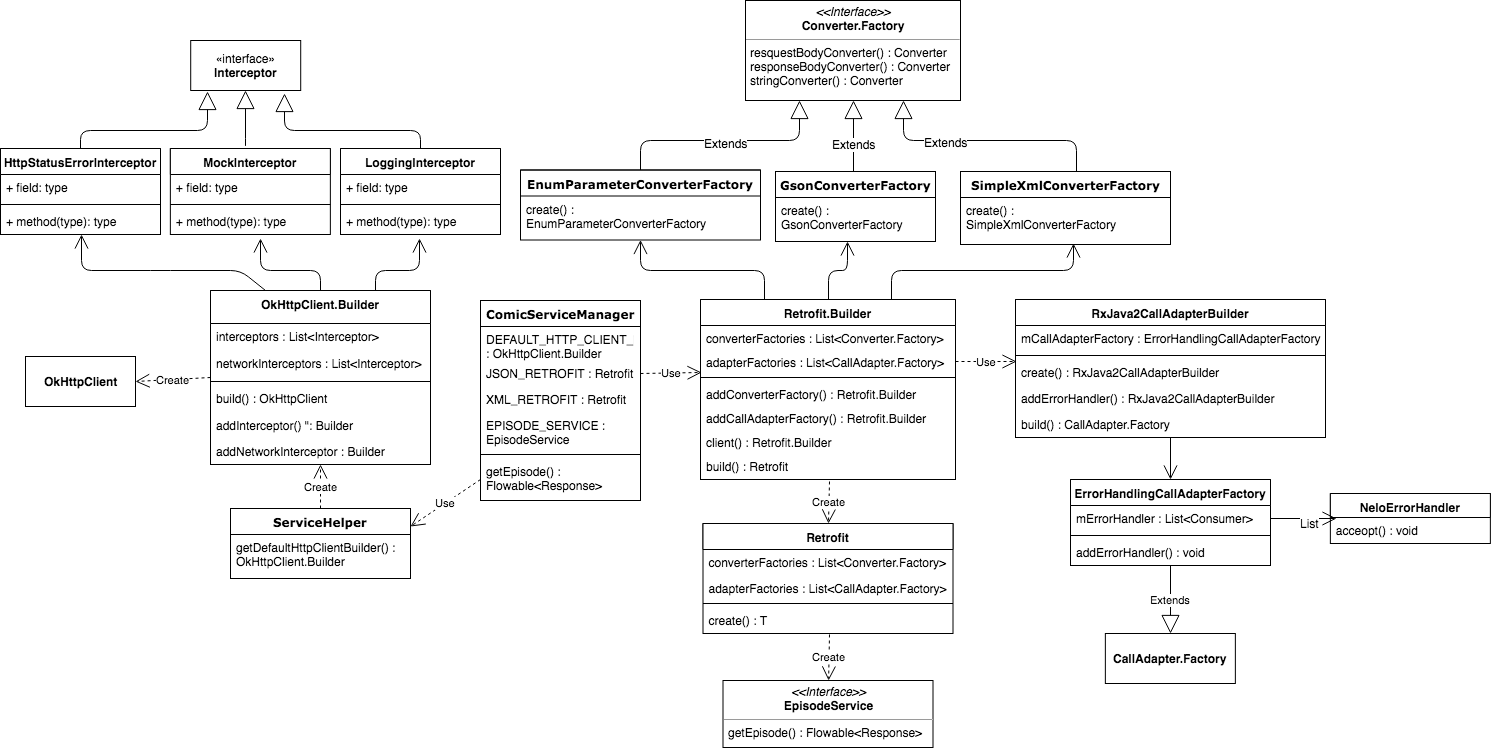 <<Interface>>
Converter.Factory
resquestBodyConverter() : Converter
responseBodyConverter() : Converter
stringConverter() : Converter
«interface»
Interceptor
Extends
Extends
Extends
HttpStatusErrorInterceptor
+ field: type
+ method(type): type
MockInterceptor
+ field: type
+ method(type): type
LoggingInterceptor
+ field: type
+ method(type): type
EnumParameterConverterFactory
create() :
EnumParameterConverterFactory
GsonConverterFactory
create() :
GsonConverterFactory
SimpleXmlConverterFactory
create() :
SimpleXmlConverterFactory
OkHttpClient
Create
OkHttpClient.Builder
interceptors : List<Interceptor>
networkInterceptors : List<Interceptor>
build() : OkHttpClient
addInterceptor() ": Builder
addNetworkInterceptor : Builder
Create
ServiceHelper
getDefaultHttpClientBuilder() :
OkHttpClient.Builder
Use
ComicServiceManager
DEFAULT_HTTP_CLIENT_
: OkHttpClient.Builder
JSON_RETROFIT : Retrofit
XML_RETROFIT : Retrofit
EPISODE_SERVICE :
EpisodeService
getEpisode() :
Flowable<Response>
Use
Retrofit.Builder
converterFactories : List<Converter.Factory>
adapterFactories : List<CallAdapter.Factory>
addConverterFactory() : Retrofit.Builder
addCallAdapterFactory() : Retrofit.Builder
client() : Retrofit.Builder
build() : Retrofit
Use
RxJava2CallAdapterBuilder
mCallAdapterFactory : ErrorHandlingCallAdapterFactory
create() : RxJava2CallAdapterBuilder
addErrorHandler() : RxJava2CallAdapterBuilder
build() : CallAdapter.Factory
Create
Retrofit
converterFactories : List<Converter.Factory>
adapterFactories : List<CallAdapter.Factory>
create() : T
Create
<<Interface>>
EpisodeService
getEpisode() : Flowable<Response>
ErrorHandlingCallAdapterFactory
mErrorHandler : List<Consumer>
addErrorHandler() : void
List
NeloErrorHandler
acceopt() : void
Extends
CallAdapter.Factory